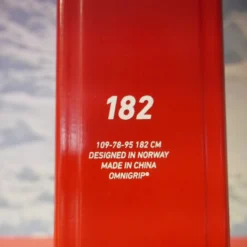 182
109-78-95 182 CM
DESIGNED IN NORWAY
MADE IN CHINA
OMNIGRIP®